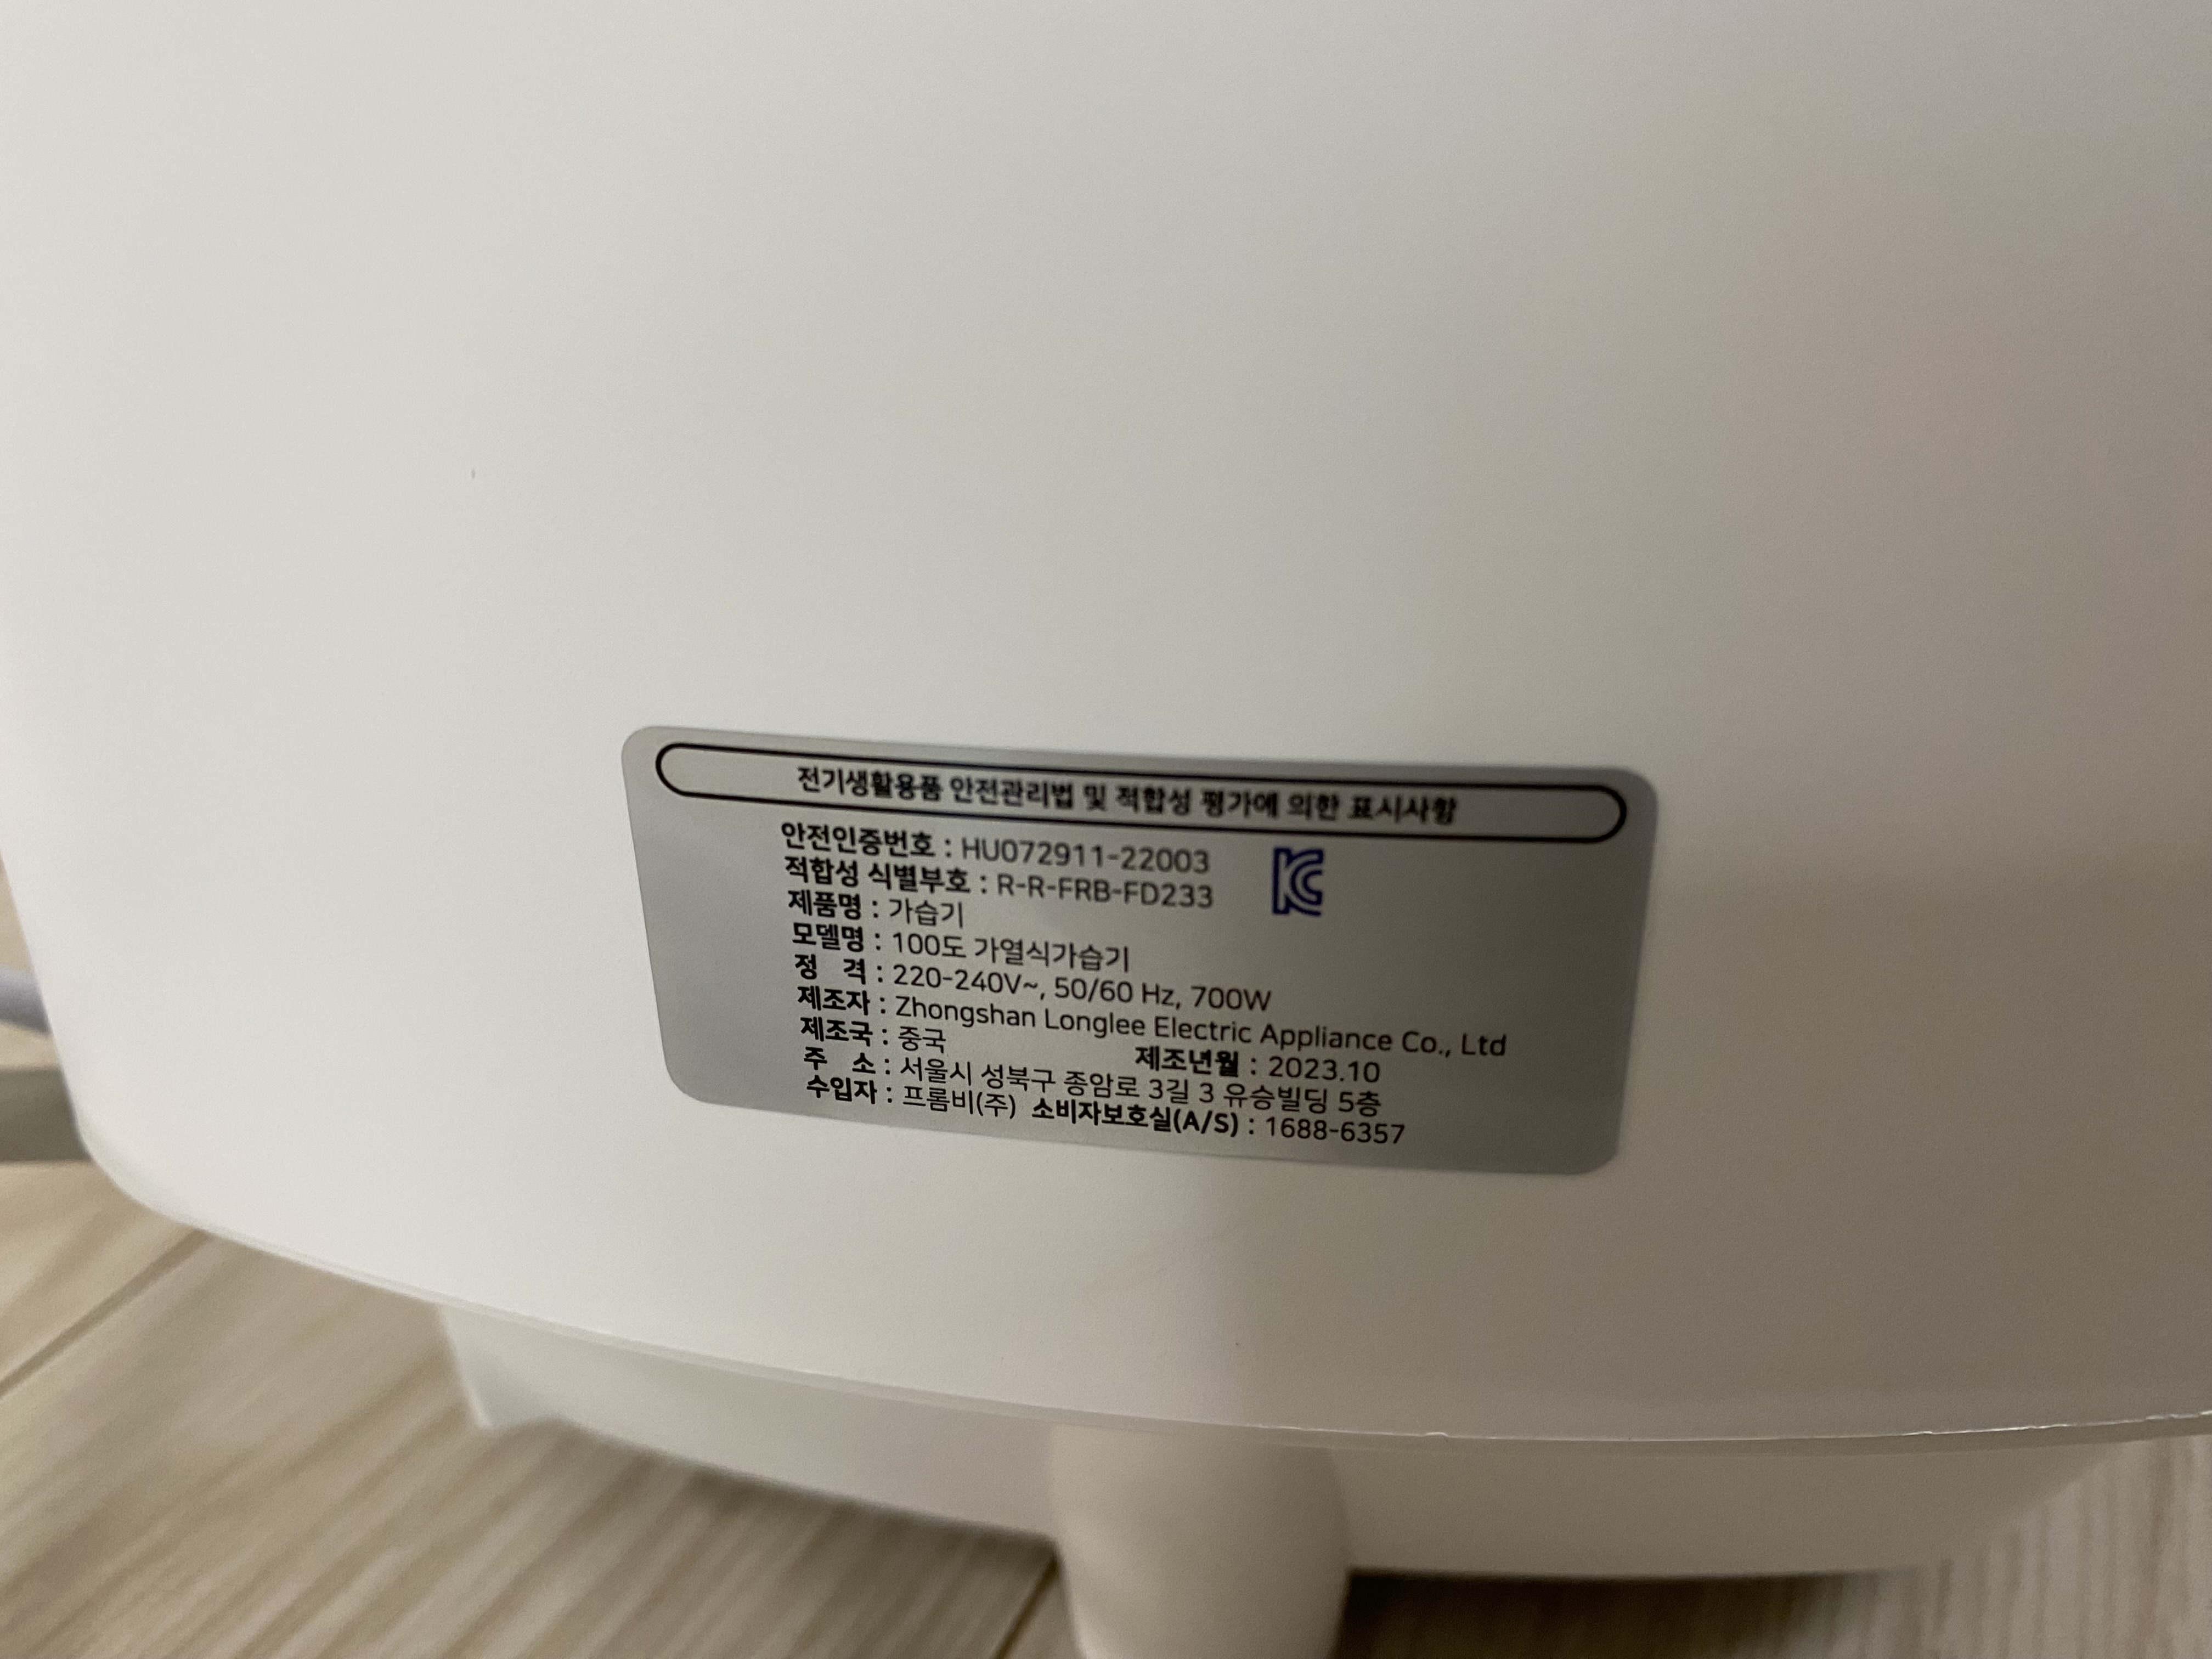 전기생활용품 안전관리법 및 적합성 평가에 의한 표시사항
안전인증번호 : HU072911-22003
적합성 식별부호 : R-R-FRB-FD233
KC
제품명 : 가습기
모델명 : 100도 가열식가습기
정 격 : 220-240V~, 50/60 Hz, 700W
제조자 : Zhongshan Longlee Electric Appliance Co., Ltd
제조국 : 중국 제조년월 : 2023.10
주 소 : 서울시 성북구 종암로 3길 3 유승빌딩 5층
수입자 : 프롬비(주) 소비자보호실(A/S) : 1688-6357